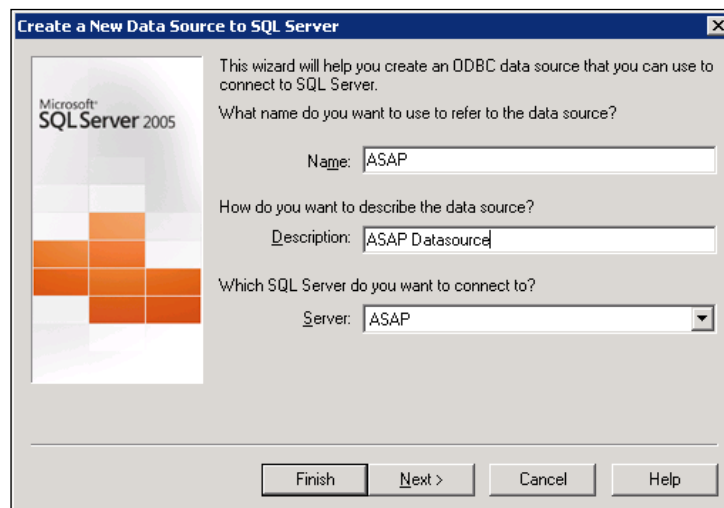 Create a New Data Source to SQL Server
Microsoft®
SQL Server 2005
This wizard will help you create an ODBC data source that you can use to
connect to SQL Server.
What name do you want to use to refer to the data source?
Name: ASAP
How do you want to describe the data source?
Description: ASAP Datasource
Which SQL Server do you want to connect to?
Server: ASAP
Finish Next > Cancel Help